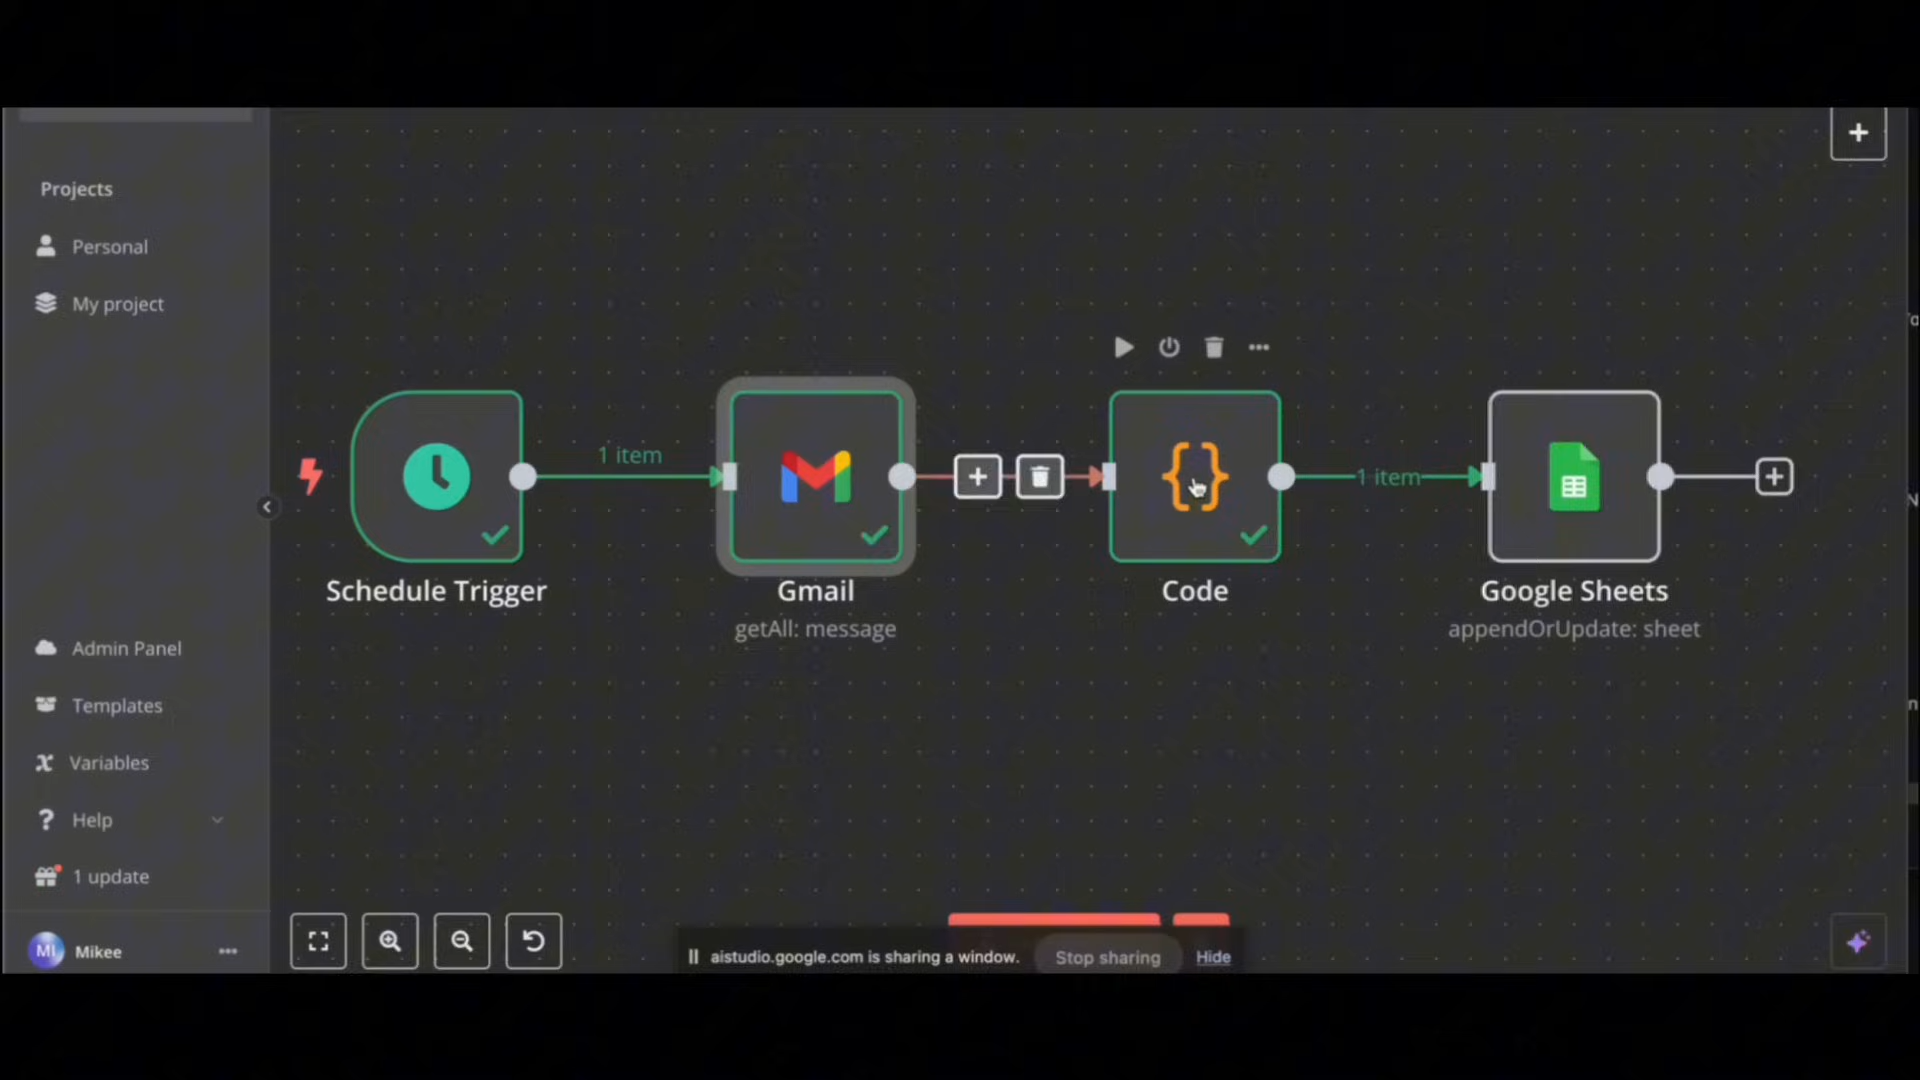 Projects
Personal
My project
1 item
1 item
Schedule Trigger
Gmail
getAll: message
Code
Google Sheets
appendOrUpdate: sheet
Admin Panel
Templates
Variables
Help
1 update
MI Mikee
aistudio.google.com is sharing a window. Stop sharing Hide